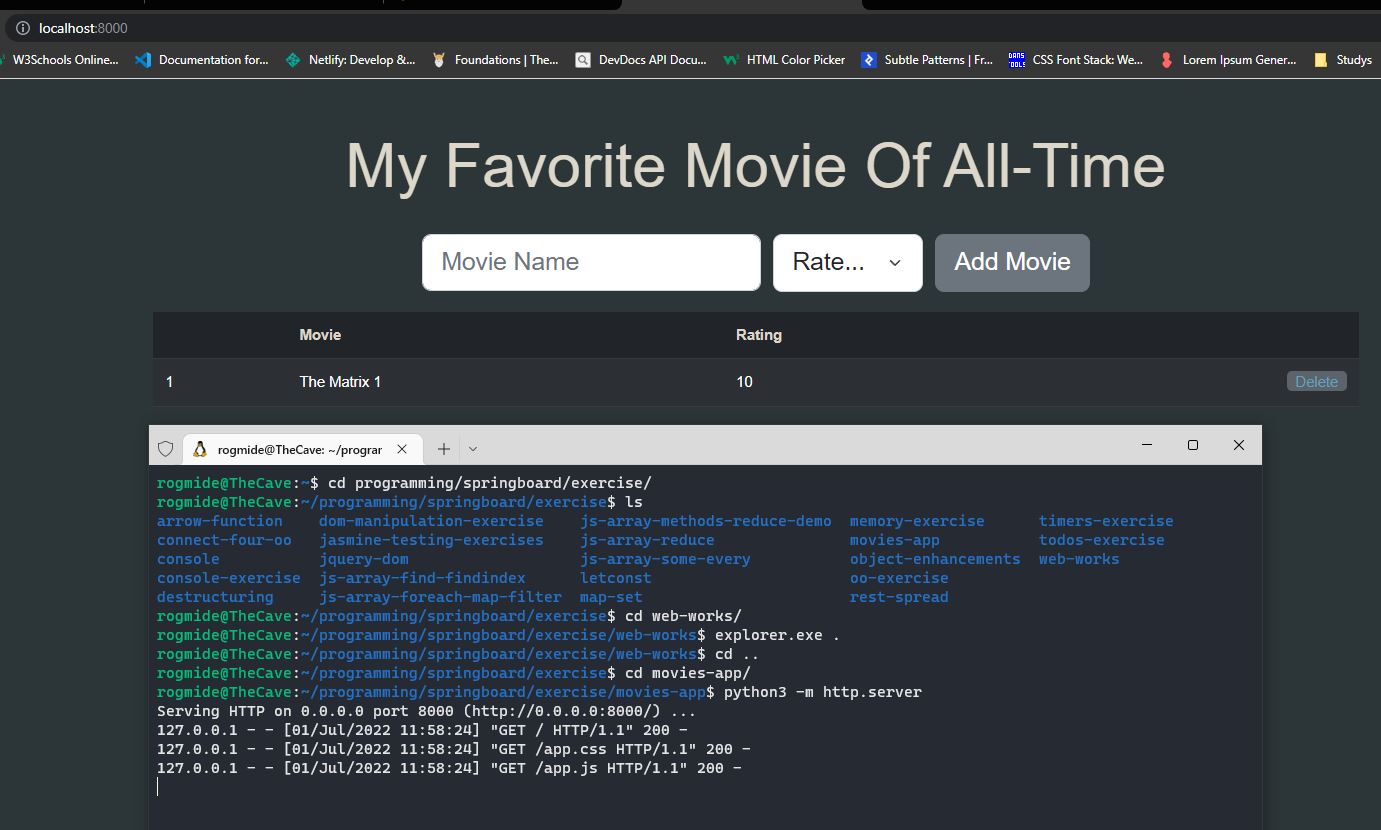 localhost:8000
W3Schools Online... Documentation for... Netlify: Develop &... Foundations | The... DevDocs API Docu... HTML Color Picker Subtle Patterns | Fr... DANS TOOLS CSS Font Stack: We... Lorem Ipsum Gener... Studys
My Favorite Movie Of All-Time
Movie Name Rate... Add Movie
Movie Rating
1 The Matrix 1 10 Delete
rogmide@TheCave: ~/prograr
rogmide@TheCave:~$ cd programming/springboard/exercise/
rogmide@TheCave:~/programming/springboard/exercise$ ls
arrow-function dom-manipulation-exercise js-array-methods-reduce-demo memory-exercise timers-exercise
connect-four-oo jasmine-testing-exercises js-array-reduce movies-app todos-exercise
console jquery-dom js-array-some-every object-enhancements web-works
console-exercise js-array-find-findindex letconst oo-exercise
destructuring js-array-foreach-map-filter map-set rest-spread
rogmide@TheCave:~/programming/springboard/exercise$ cd web-works/
rogmide@TheCave:~/programming/springboard/exercise/web-works$ explorer.exe .
rogmide@TheCave:~/programming/springboard/exercise/web-works$ cd ..
rogmide@TheCave:~/programming/springboard/exercise$ cd movies-app/
rogmide@TheCave:~/programming/springboard/exercise/movies-app$ python3 -m http.server
Serving HTTP on 0.0.0.0 port 8000 (http://0.0.0.0:8000/) ...
127.0.0.1 - - [01/Jul/2022 11:58:24] "GET / HTTP/1.1" 200 -
127.0.0.1 - - [01/Jul/2022 11:58:24] "GET /app.css HTTP/1.1" 200 -
127.0.0.1 - - [01/Jul/2022 11:58:24] "GET /app.js HTTP/1.1" 200 -